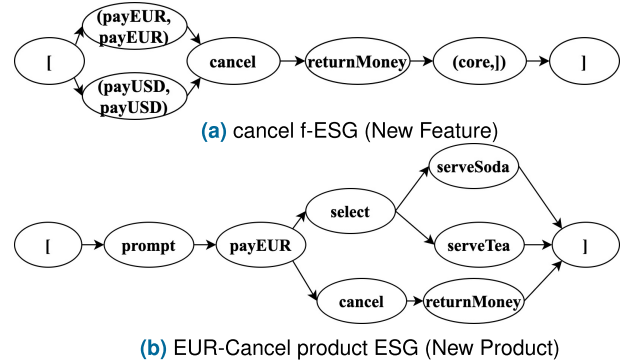 (payEUR,
payEUR)
[
cancel
returnMoney
(core,])
]
(payUSD,
payUSD)
(a) cancel f-ESG (New Feature)
serveSoda
select
[
prompt
payEUR
serveTea
]
cancel
returnMoney
(b) EUR-Cancel product ESG (New Product)